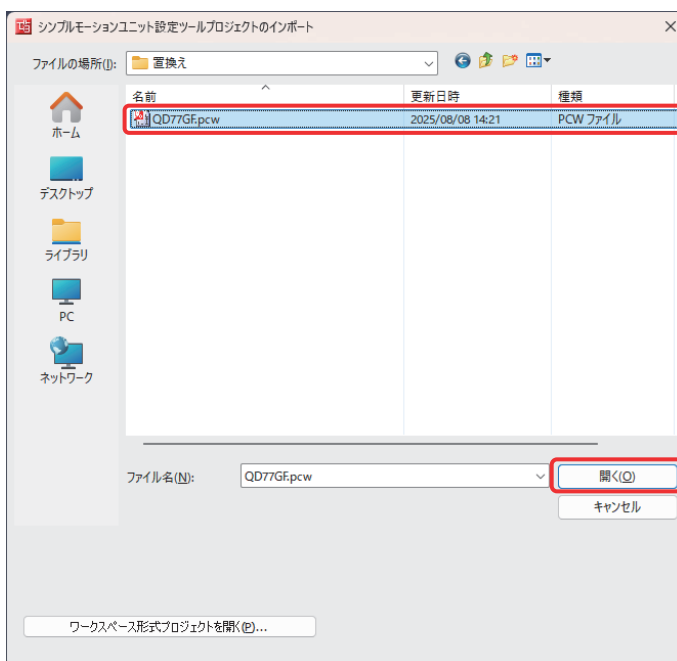 シンプルモーションユニット設定ツールプロジェクトのインポート
ファイルの場所(I): 置換え
名前 更新日時 種類
QD77GF.pcw 2025/08/08 14:21 PCW ファイル
ホーム
デスクトップ
ライブラリ
PC
ネットワーク
ファイル名(N): QD77GF.pcw 開く(O)
キャンセル
ワークスペース形式プロジェクトを開く(P)...